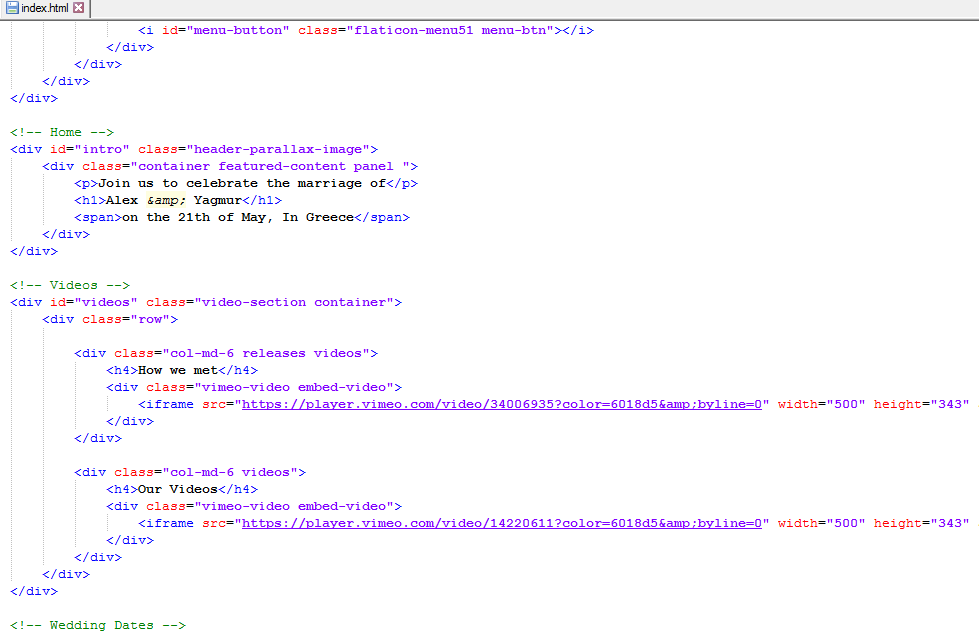 index.html
<i id="menu-button" class="flaticon-menu51 menu-btn"></i>
</div>
</div>
</div>
</div>
<!-- Home -->
<div id="intro" class="header-parallax-image">
<div class="container featured-content panel ">
<p>Join us to celebrate the marriage of</p>
<h1>Alex &amp; Yagmur</h1>
<span>on the 21th of May, In Greece</span>
</div>
</div>
<!-- Videos -->
<div id="videos" class="video-section container">
<div class="row">
<div class="col-md-6 releases videos">
<h4>How we met</h4>
<div class="vimeo-video embed-video">
<iframe src="https://player.vimeo.com/video/34006935?color=6018d5&amp;byline=0" width="500" height="343"
</div>
</div>
<div class="col-md-6 videos">
<h4>Our Videos</h4>
<div class="vimeo-video embed-video">
<iframe src="https://player.vimeo.com/video/14220611?color=6018d5&amp;byline=0" width="500" height="343"
</div>
</div>
</div>
</div>
<!-- Wedding Dates -->